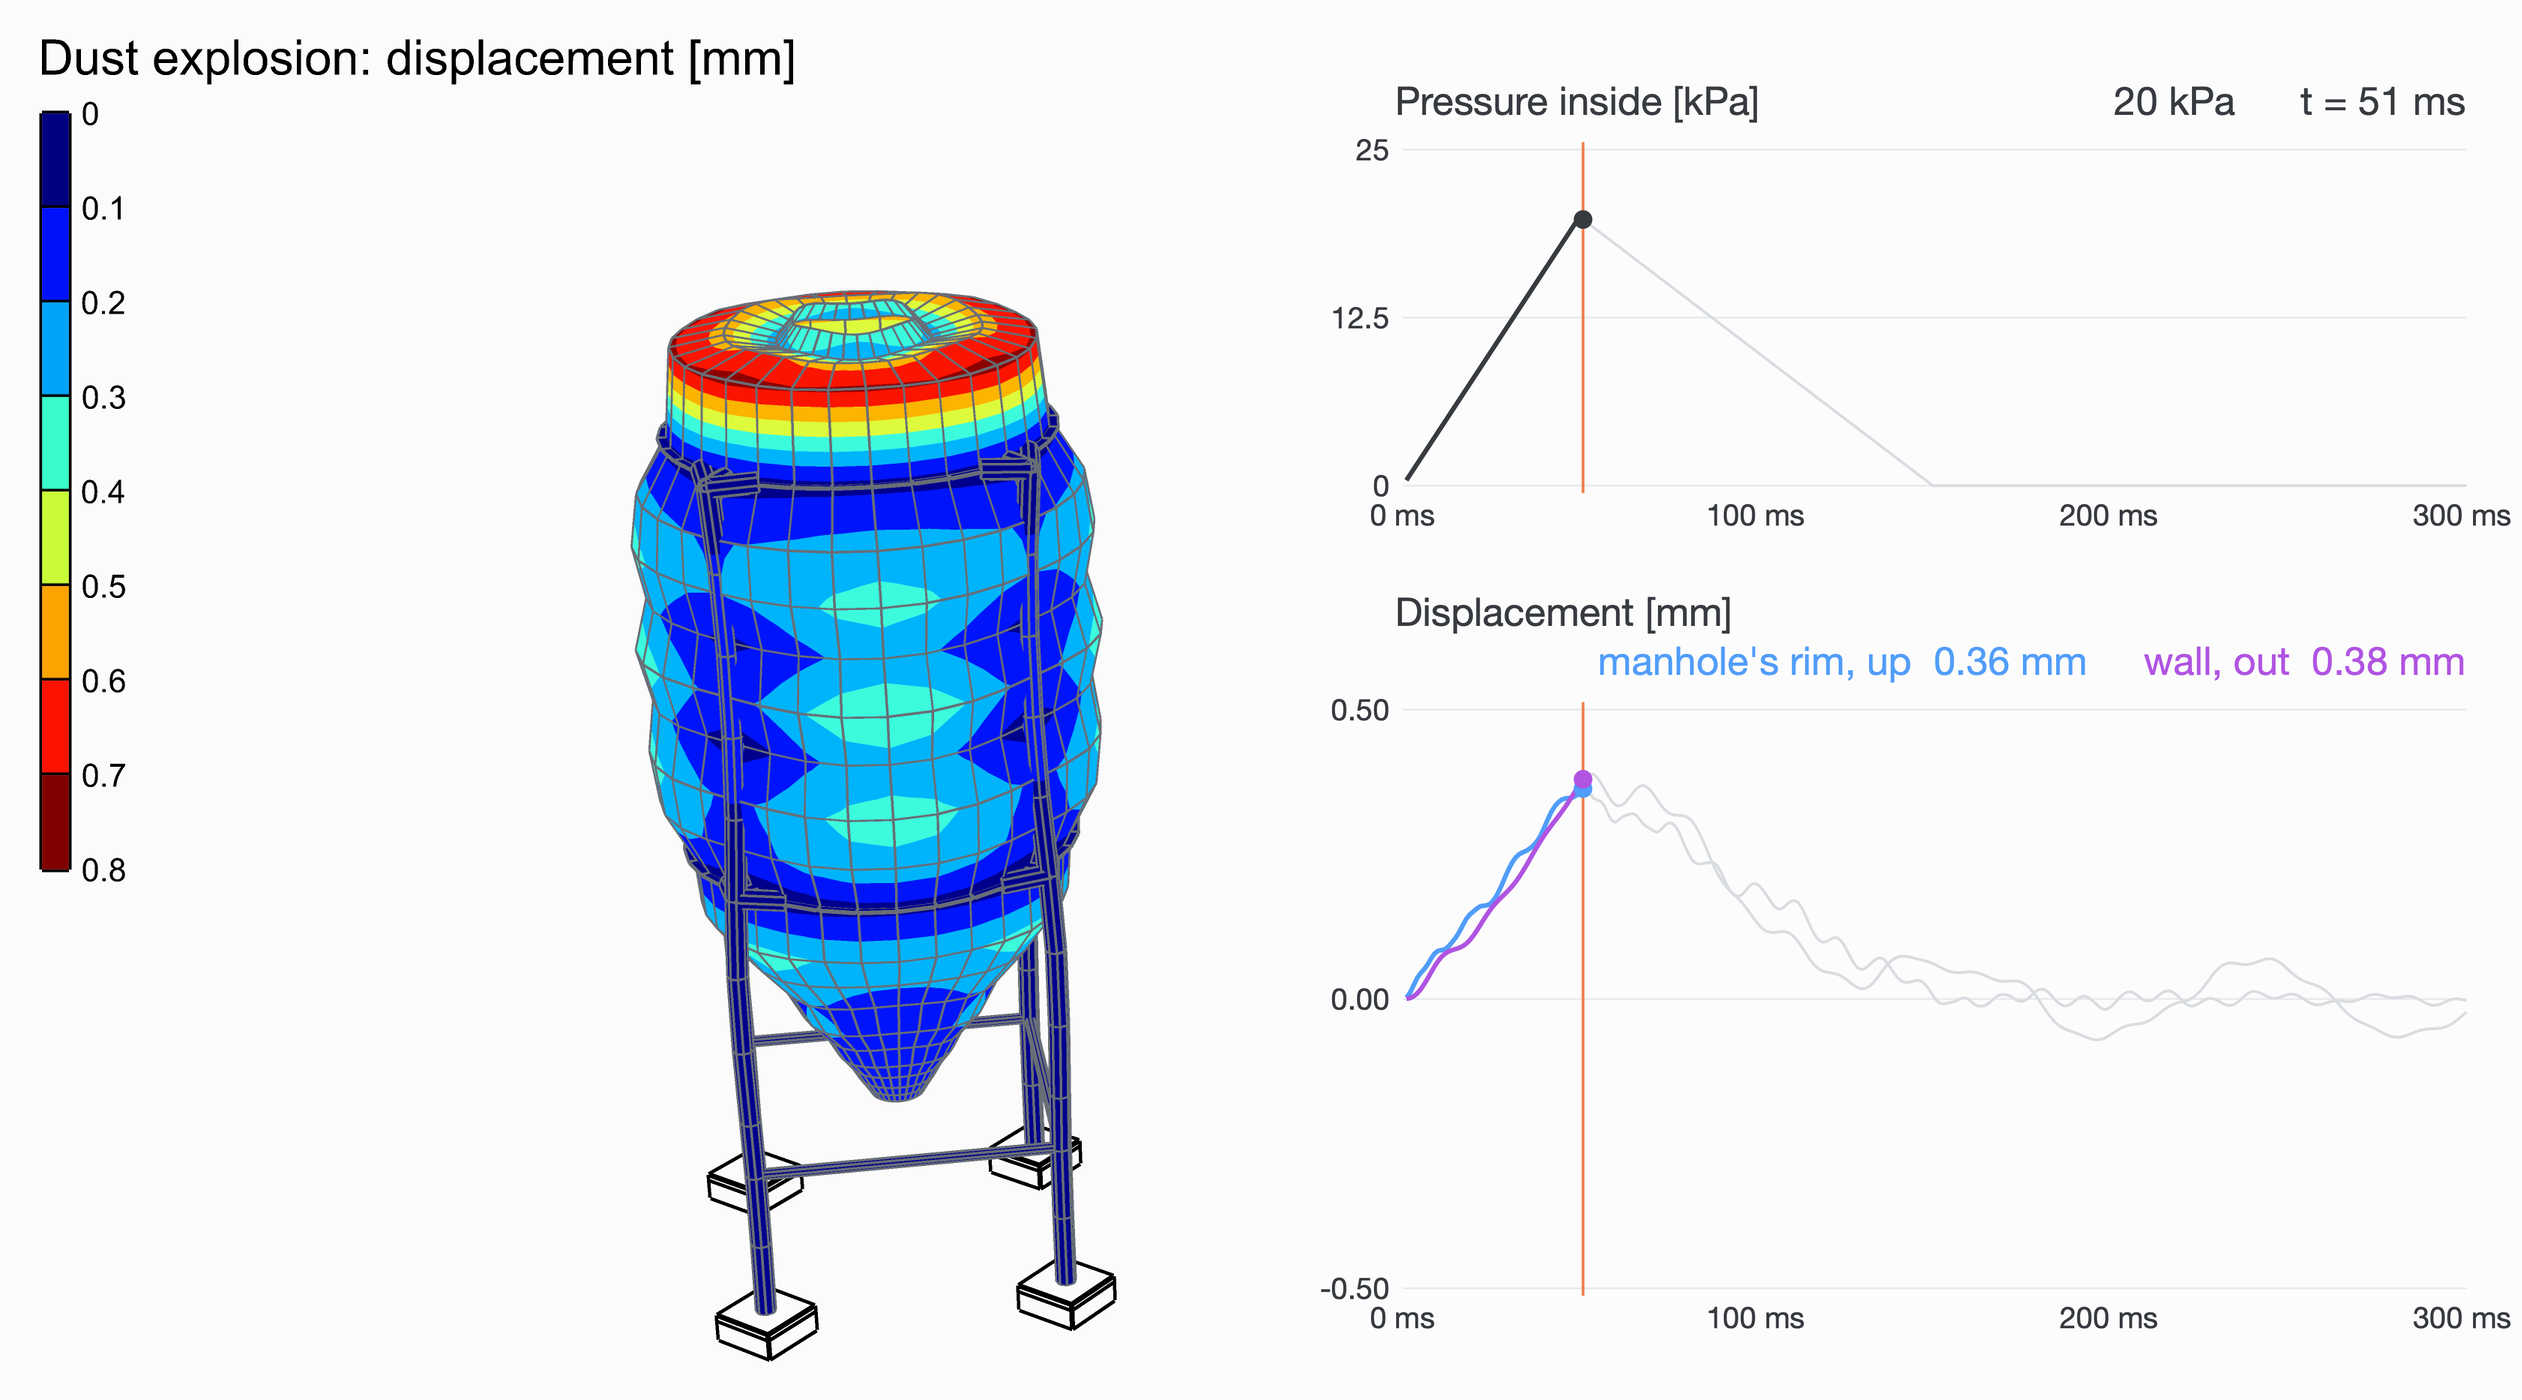 Dust explosion: displacement [mm]
0
0.1
0.2
0.3
0.4
0.5
0.6
0.7
0.8
Pressure inside [kPa] 20 kPa t = 51 ms
25
12.5
0
0 ms 100 ms 200 ms 300 ms
Displacement [mm]
manhole's rim, up 0.36 mm wall, out 0.38 mm
0.50
0.00
-0.50
0 ms 100 ms 200 ms 300 ms